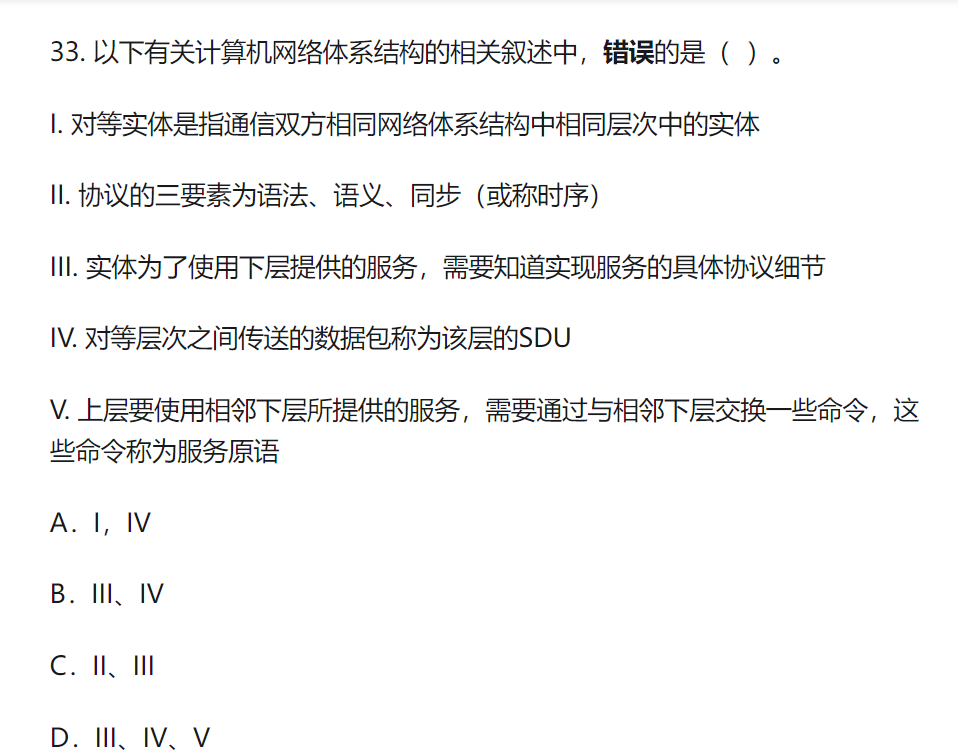 33. 以下有关计算机网络体系结构的相关叙述中，错误的是（ ）。
I. 对等实体是指通信双方相同网络体系结构中相同层次中的实体
II. 协议的三要素为语法、语义、同步（或称时序）
III. 实体为了使用下层提供的服务，需要知道实现服务的具体协议细节
IV. 对等层次之间传送的数据包称为该层的SDU
V. 上层要使用相邻下层所提供的服务，需要通过与相邻下层交换一些命令，这
些命令称为服务原语
A．I，IV
B．III、IV
C．II、III
D．III、IV、V